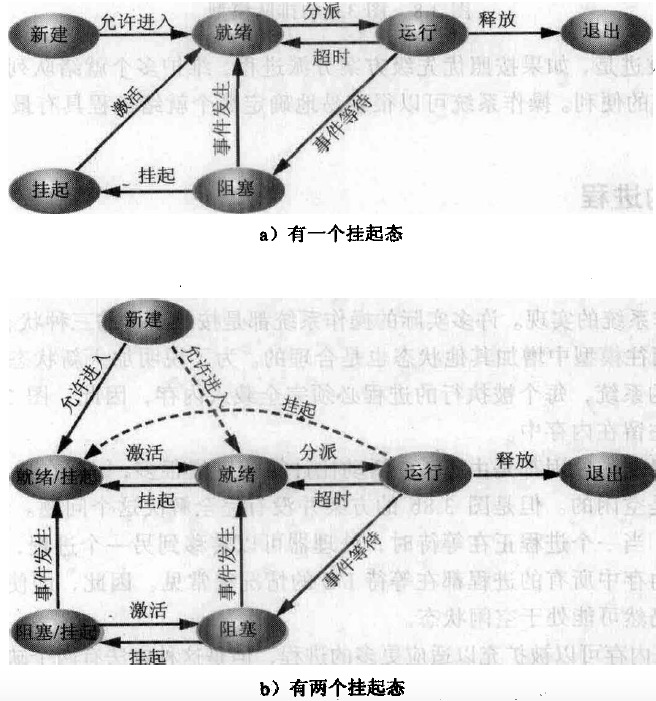 新建
允许进入
就绪
分派
超时
运行
释放
退出
激活
事件发生
事件等待
挂起
挂起
阻塞
a）有一个挂起态
新建
允许进入
允许进入
挂起
就绪/挂起
激活
挂起
就绪
分派
超时
运行
释放
退出
事件发生
事件发生
事件等待
阻塞/挂起
激活
挂起
阻塞
b）有两个挂起态